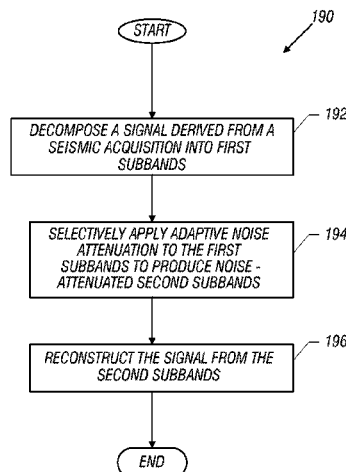 START
190
DECOMPOSE A SIGNAL DERIVED FROM A
SEISMIC ACQUISITION INTO FIRST
SUBBANDS
192
SELECTIVELY APPLY ADAPTIVE NOISE
ATTENUATION TO THE FIRST
SUBBANDS TO PRODUCE NOISE -
ATTENUATED SECOND SUBBANDS
194
RECONSTRUCT THE SIGNAL FROM THE
SECOND SUBBANDS
196
END